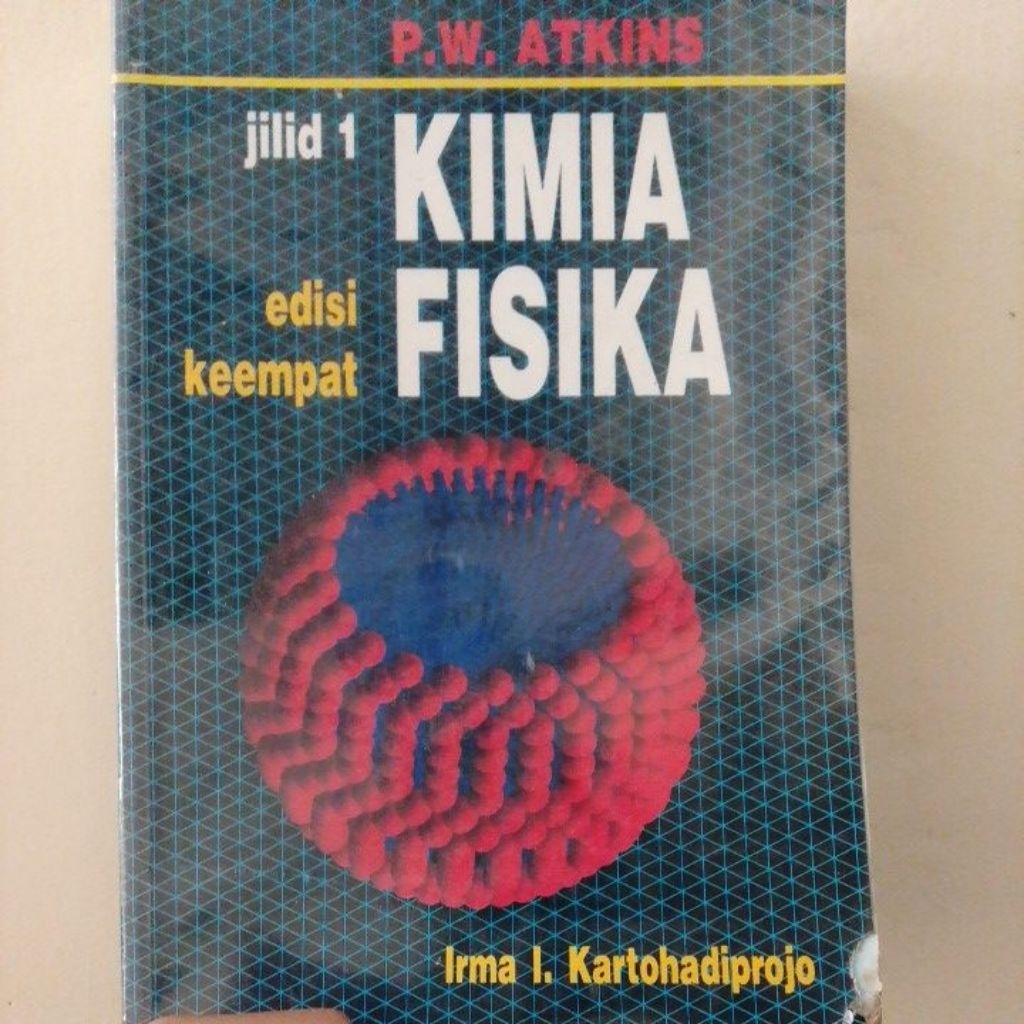 P.W. ATKINS
jilid 1
KIMIA
FISIKA
edisi
keempat
Irma I. Kartohadiprojo